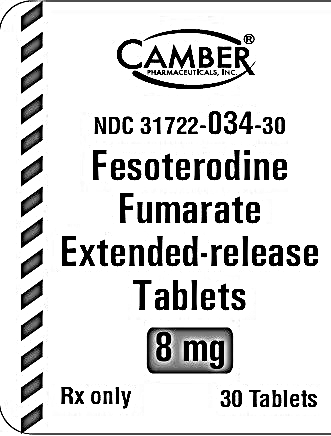 CAMBER®
PHARMACEUTICALS, INC.
NDC 31722-034-30
Fesoterodine
Fumarate
Extended-release
Tablets
8 mg
Rx only 30 Tablets